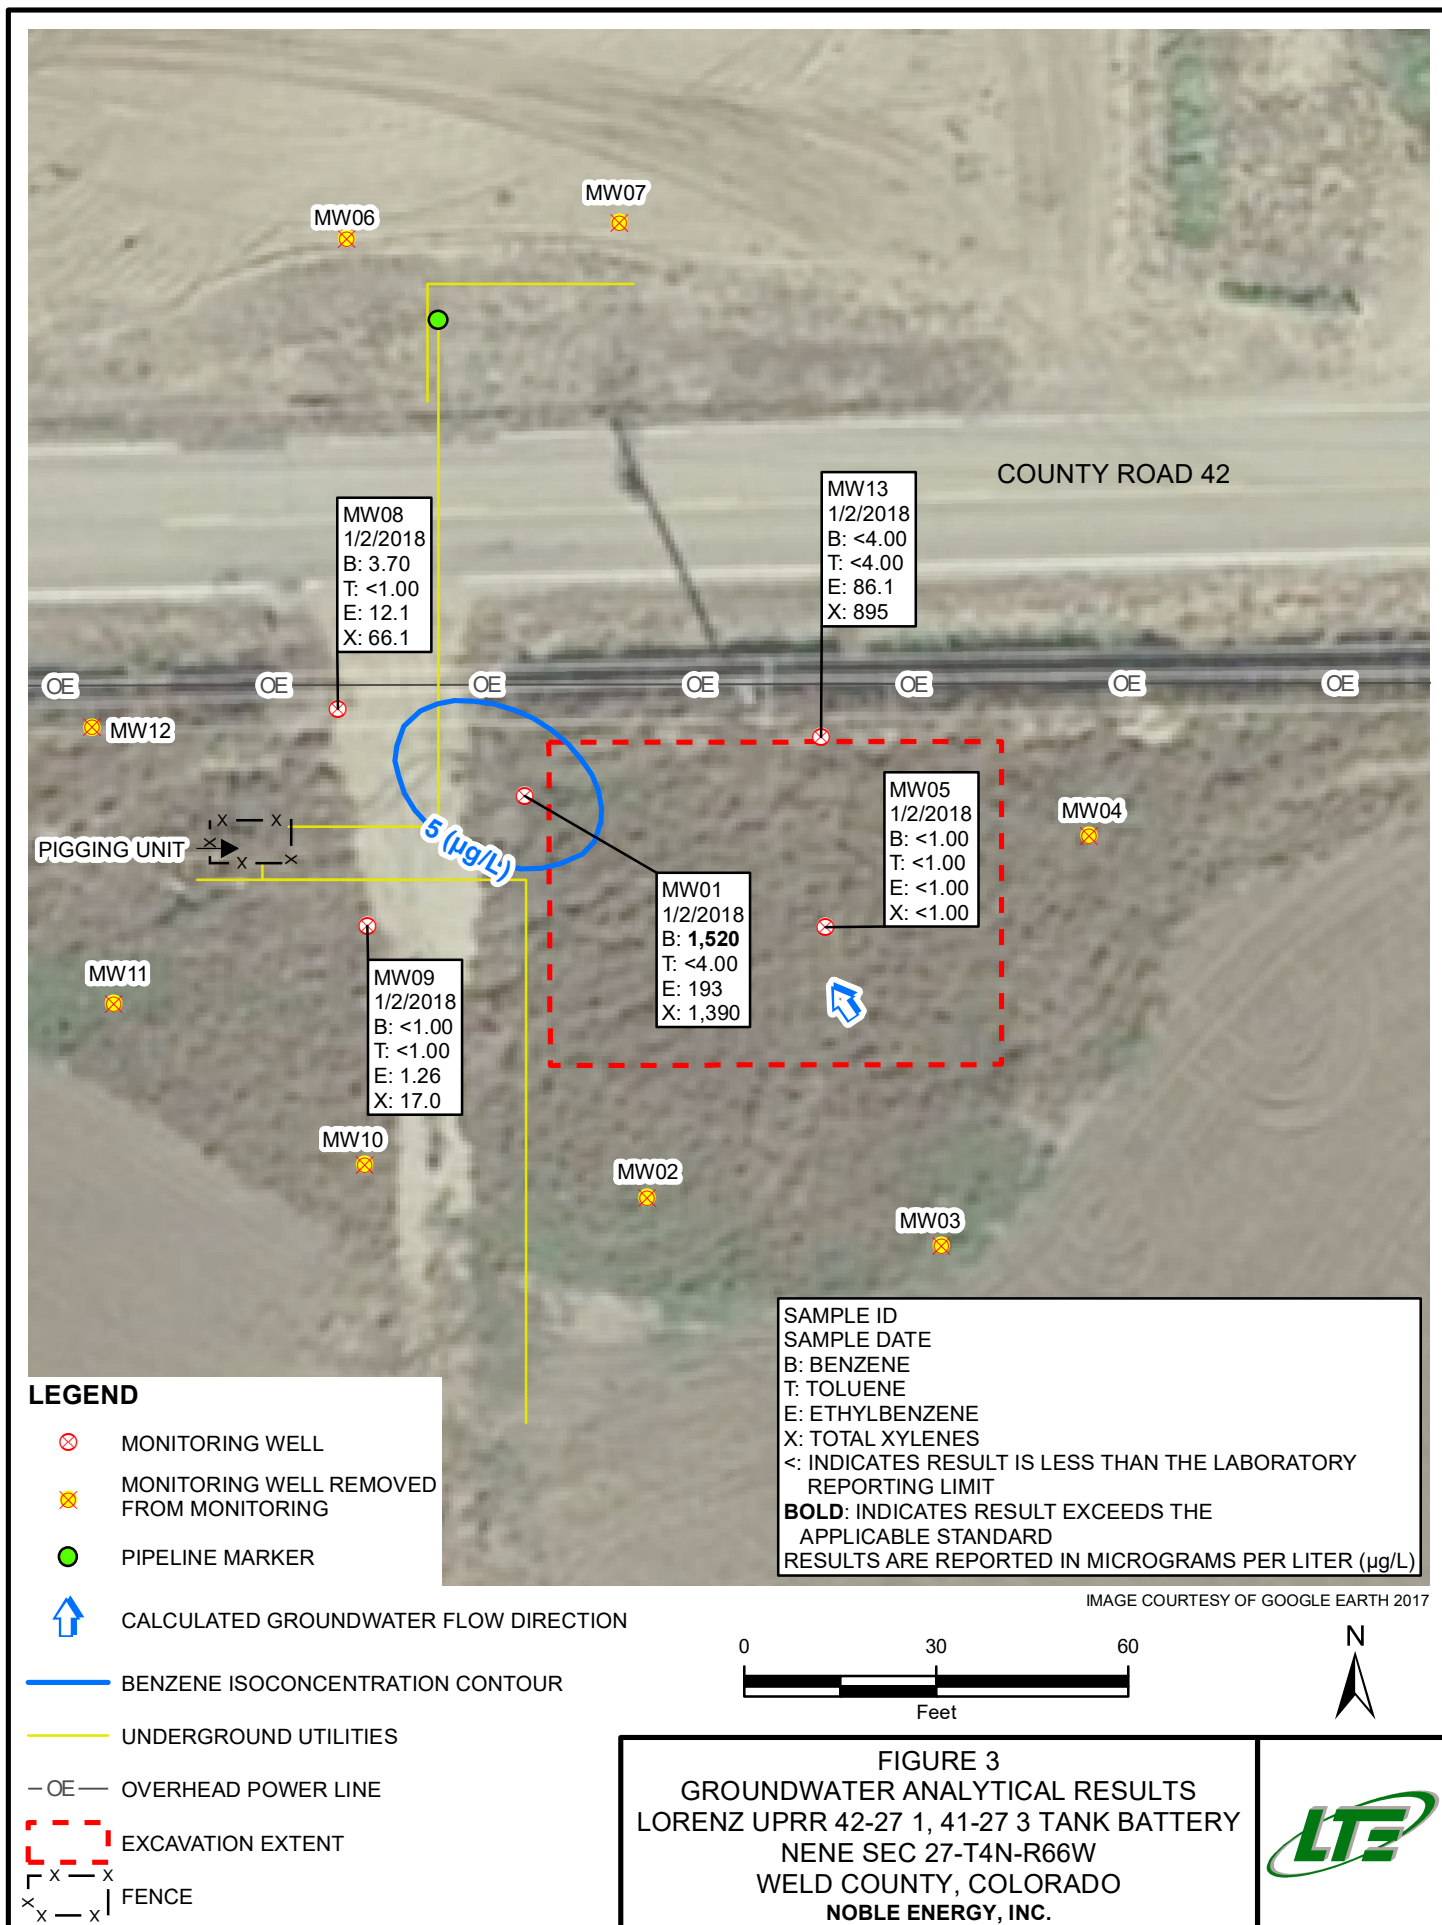 MW07
MW06
COUNTY ROAD 42
MW13
1/2/2018
B: <4.00
T: <4.00
E: 86.1
X: 895
MW08
1/2/2018
B: 3.70
T: <1.00
E: 12.1
X: 66.1
OE OE OE OE OE OE OE
MW12
MW05
1/2/2018
B: <1.00
T: <1.00
E: <1.00
X: <1.00
MW04
X X
X
X X
PIGGING UNIT
5 (µg/L)
MW01
1/2/2018
B: 1,520
T: <4.00
E: 193
X: 1,390
MW11
MW09
1/2/2018
B: <1.00
T: <1.00
E: 1.26
X: 17.0
MW10
MW02
MW03
SAMPLE ID
SAMPLE DATE
B: BENZENE
T: TOLUENE
E: ETHYLBENZENE
X: TOTAL XYLENES
<: INDICATES RESULT IS LESS THAN THE LABORATORY
REPORTING LIMIT
BOLD: INDICATES RESULT EXCEEDS THE
APPLICABLE STANDARD
RESULTS ARE REPORTED IN MICROGRAMS PER LITER (µg/L)
IMAGE COURTESY OF GOOGLE EARTH 2017
LEGEND
MONITORING WELL
MONITORING WELL REMOVED
FROM MONITORING
PIPELINE MARKER
CALCULATED GROUNDWATER FLOW DIRECTION
BENZENE ISOCONCENTRATION CONTOUR
UNDERGROUND UTILITIES
OE OVERHEAD POWER LINE
EXCAVATION EXTENT
X X
X
X X
FENCE
0 30 60
Feet
N
FIGURE 3
GROUNDWATER ANALYTICAL RESULTS
LORENZ UPRR 42-27 1, 41-27 3 TANK BATTERY
NENE SEC 27-T4N-R66W
WELD COUNTY, COLORADO
NOBLE ENERGY, INC.
LTE